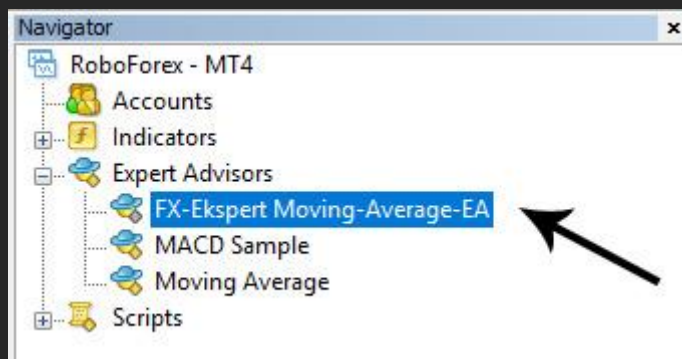 Navigator
RoboForex - MT4
Accounts
Indicators
Expert Advisors
FX-Ekspert Moving-Average-EA
MACD Sample
Moving Average
Scripts